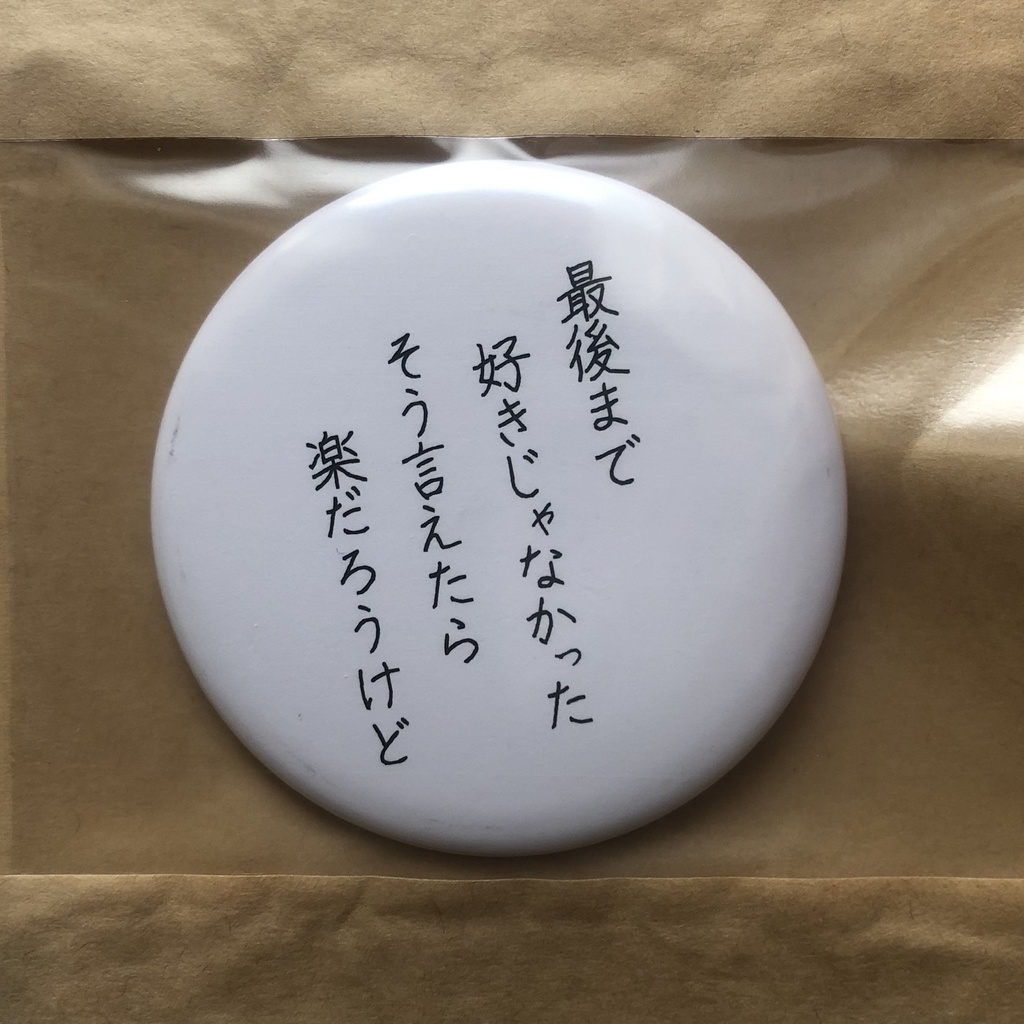 最後まで
好きじゃなかった
そう言えたら
楽だろうけど